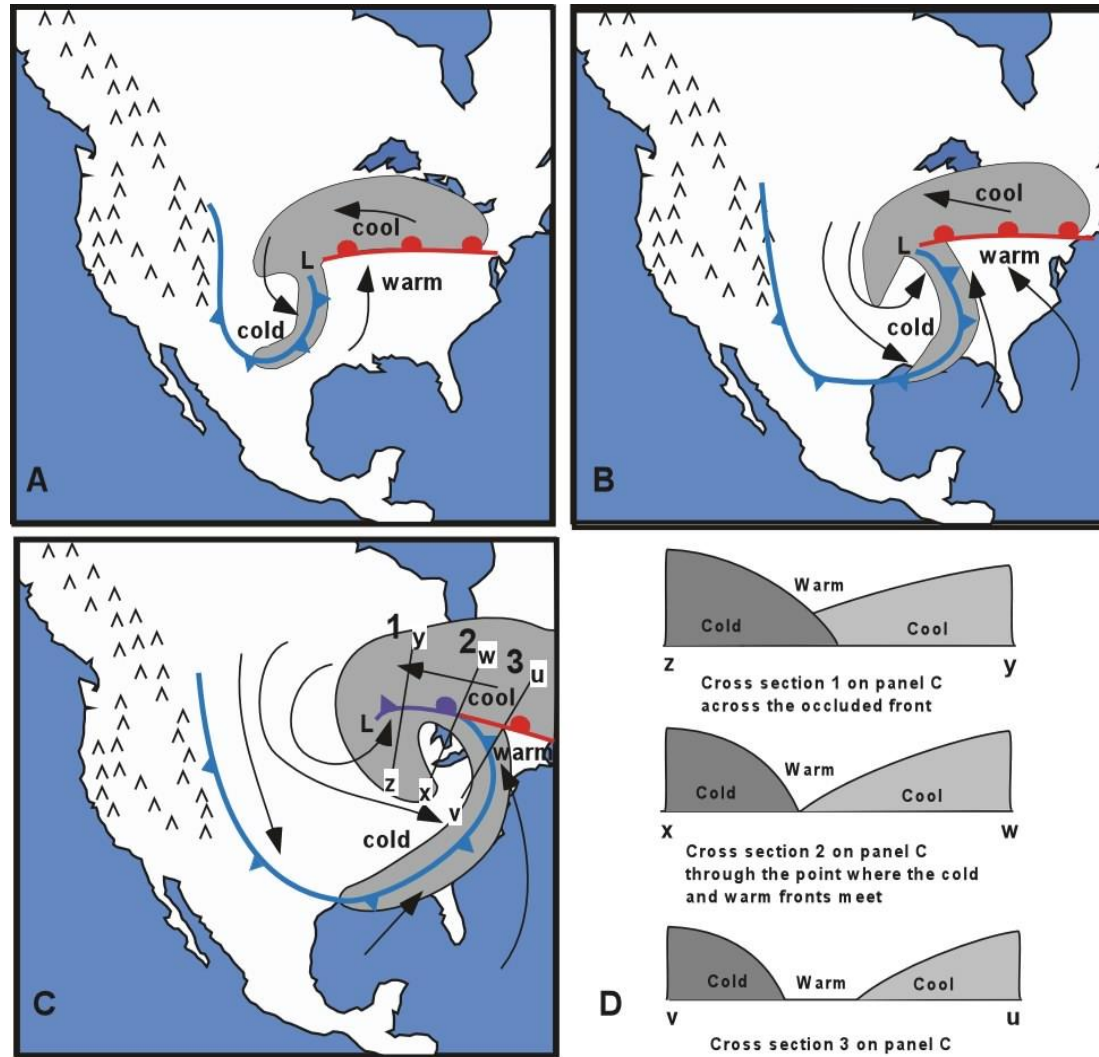 cool
L
warm
cold
A
cool
L
warm
cold
B
1
y
2
w
3
u
cool
L
warm
z
x
v
cold
C
Warm
Cold
Cool
z
y
Cross section 1 on panel C
across the occluded front
Warm
Cold
Cool
x
w
Cross section 2 on panel C
through the point where the cold
and warm fronts meet
Warm
Cold
Cool
v
u
D
Cross section 3 on panel C